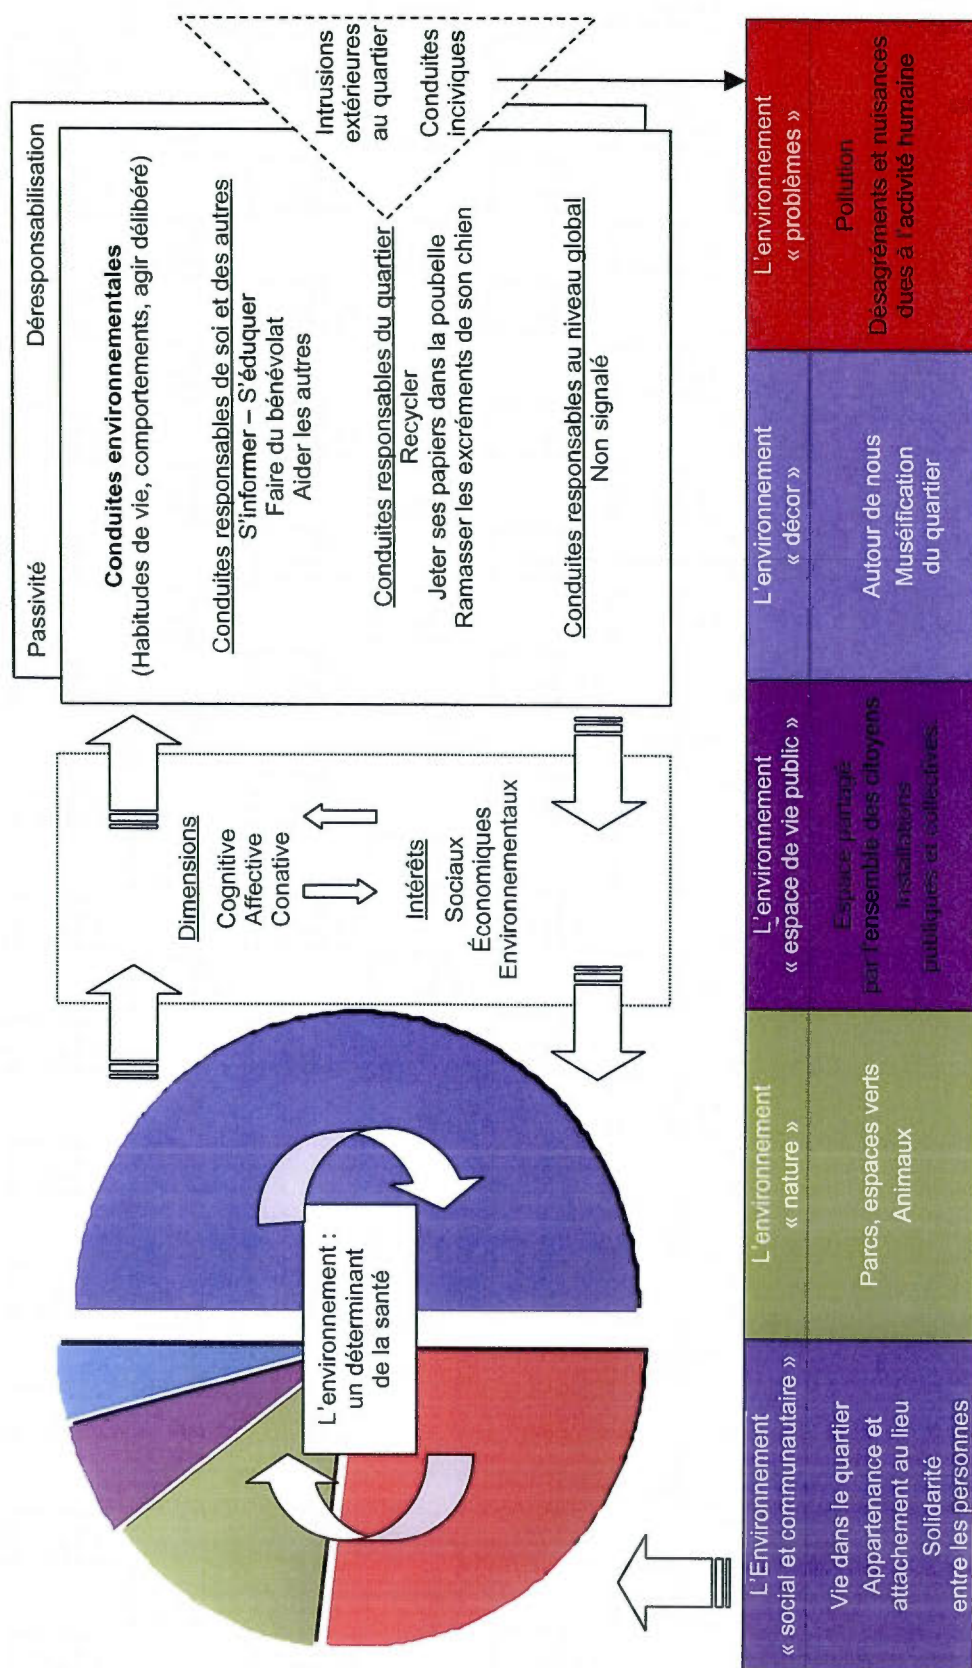 L'environnement :
un déterminant
de la santé
Dimensions
Cognitive
Affective
Conative
Intérêts
Sociaux
Économiques
Environnementaux
Passivité
Déresponsabilisation
Conduites environnementales
(Habitudes de vie, comportements, agir délibéré)
Conduites responsables de soi et des autres
S'informer – S'éduquer
Faire du bénévolat
Aider les autres
Conduites responsables du quartier
Recycler
Jeter ses papiers dans la poubelle
Ramasser les excréments de son chien
Conduites responsables au niveau global
Non signalé
Intrusions
extérieures
au quartier
Conduites
inciviques
L'Environnement
« social et communautaire »
Vie dans le quartier
Appartenance et
attachement au lieu
Solidarité
entre les personnes
L'environnement
« nature »
Parcs, espaces verts
Animaux
L'environnement
« espace de vie public »
Espace partagé
par l'ensemble des citoyens
Installations
publiques et collectives
L'environnement
« décor »
Autour de nous
Muséification
du quartier
L'environnement
« problèmes »
Pollution
Désagréments et nuisances
dues à l'activité humaine